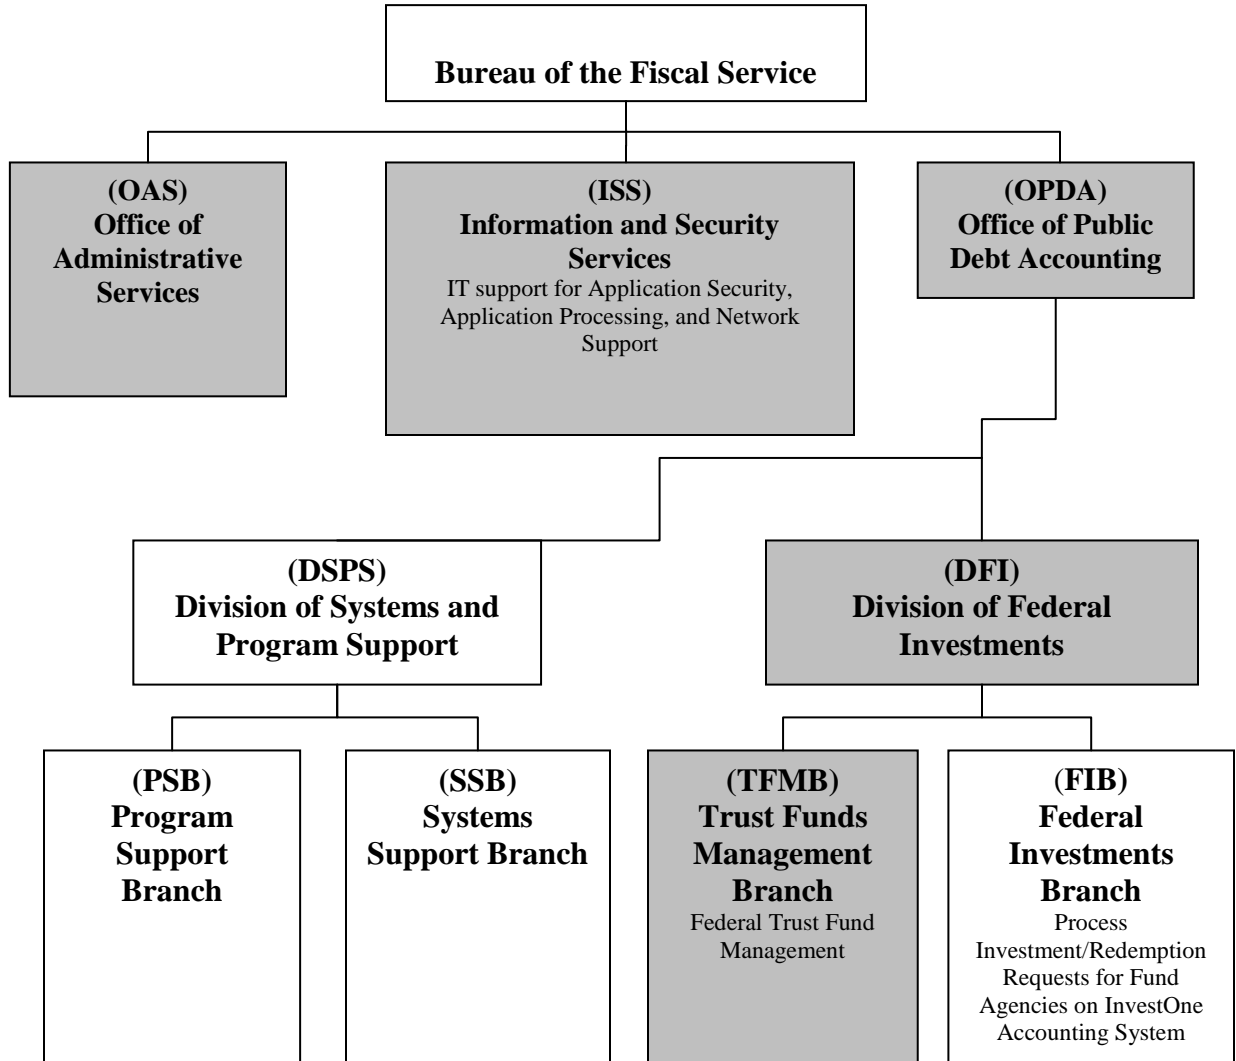 Bureau of the Fiscal Service
(OAS)
Office of
Administrative
Services
(ISS)
Information and Security
Services
IT support for Application Security,
Application Processing, and Network
Support
(OPDA)
Office of Public
Debt Accounting
(DSPS)
Division of Systems and
Program Support
(DFI)
Division of Federal
Investments
(PSB)
Program
Support
Branch
(SSB)
Systems
Support Branch
(TFMB)
Trust Funds
Management
Branch
Federal Trust Fund
Management
(FIB)
Federal
Investments
Branch
Process
Investment/Redemption
Requests for Fund
Agencies on InvestOne
Accounting System